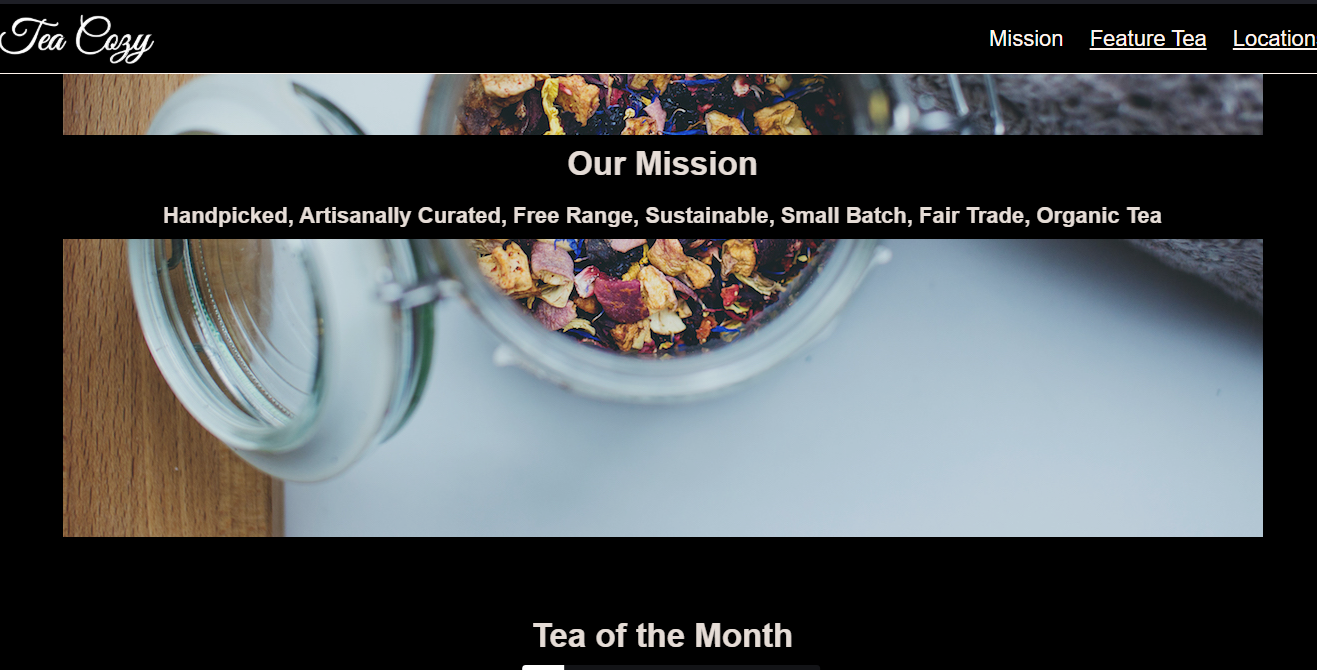 Tea Cozy
Mission Feature Tea Location
Our Mission
Handpicked, Artisanally Curated, Free Range, Sustainable, Small Batch, Fair Trade, Organic Tea
Tea of the Month